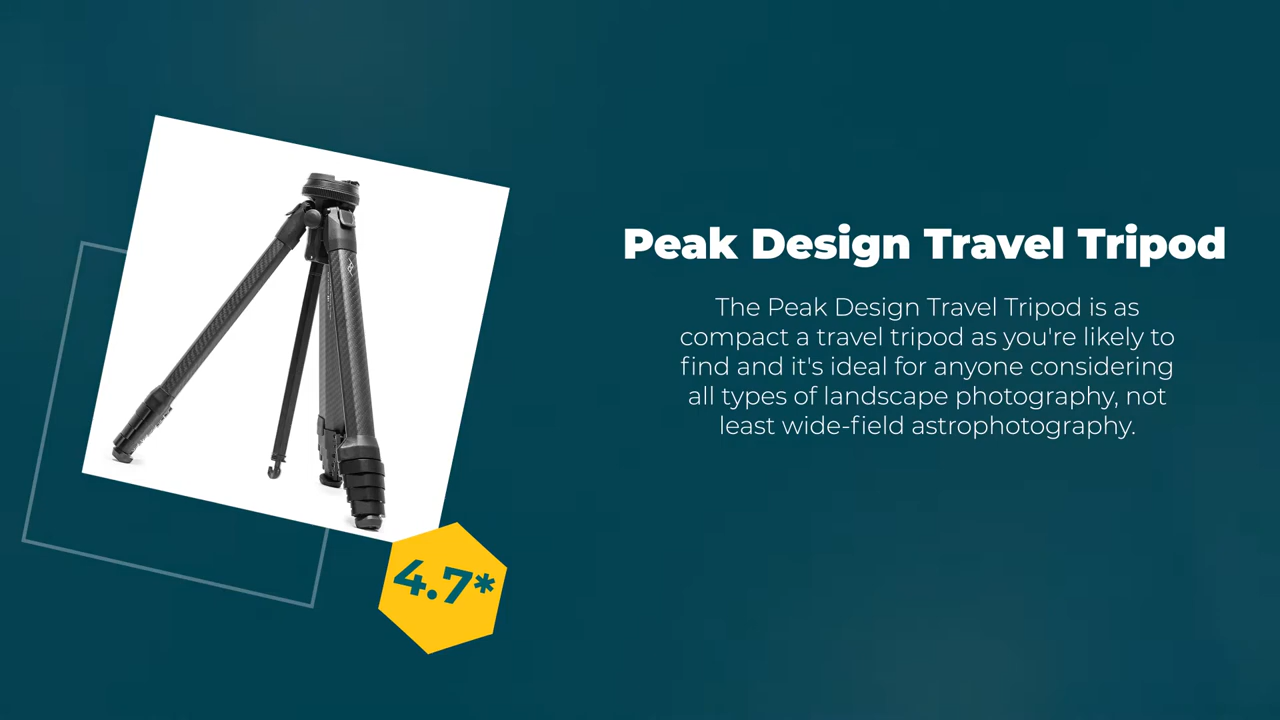 Peak Design Travel Tripod
The Peak Design Travel Tripod is as
compact a travel tripod as you're likely to
find and it's ideal for anyone considering
all types of landscape photography, not
least wide-field astrophotography.
4.7*